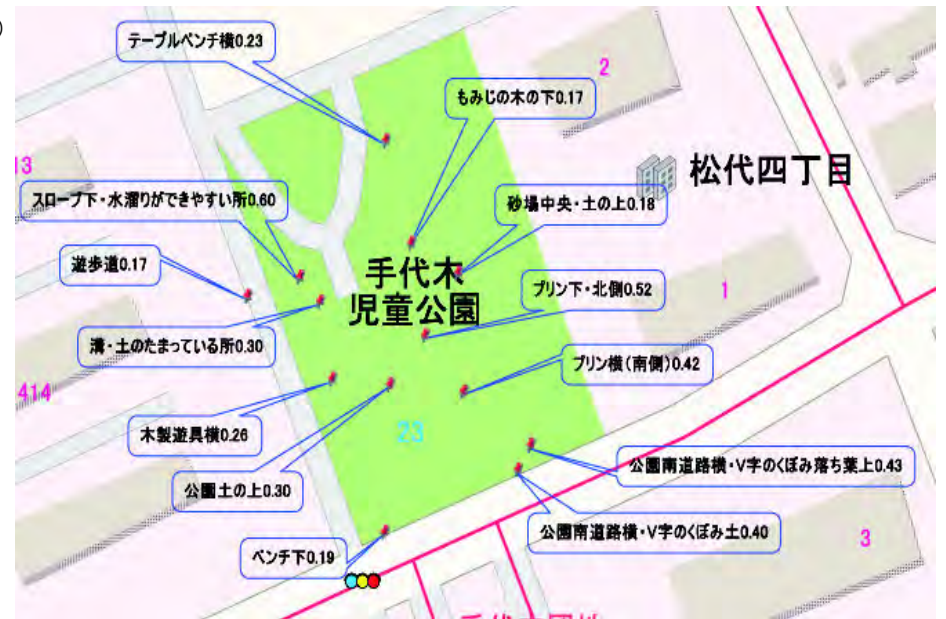 )
テーブルベンチ横0.23
2
もみじの木の下0.17
松代四丁目
13
スロープ下・水溜りができやすい所0.60
砂場中央・土の上0.18
遊歩道0.17
手代木
児童公園
プリン下・北側0.52
1
溝・土のたまっている所0.30
プリン横(南側)0.42
414
木製遊具横0.26
23
公園南道路横・V字のくぼみ落ち葉上0.43
公園土の上0.30
公園南道路横・V字のくぼみ土0.40
3
ベンチ下0.19